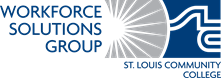 WORKFORCE
SOLUTIONS
GROUP
ST. LOUIS COMMUNITY
COLLEGE